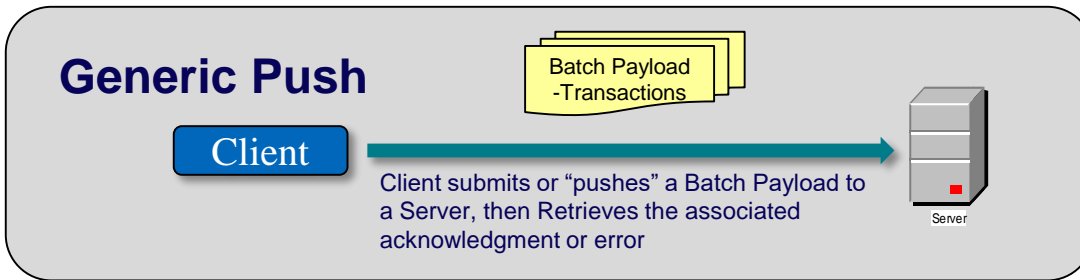 Generic Push
Batch Payload
-Transactions
Client
Client submits or “pushes” a Batch Payload to
a Server, then Retrieves the associated
acknowledgment or error
Server